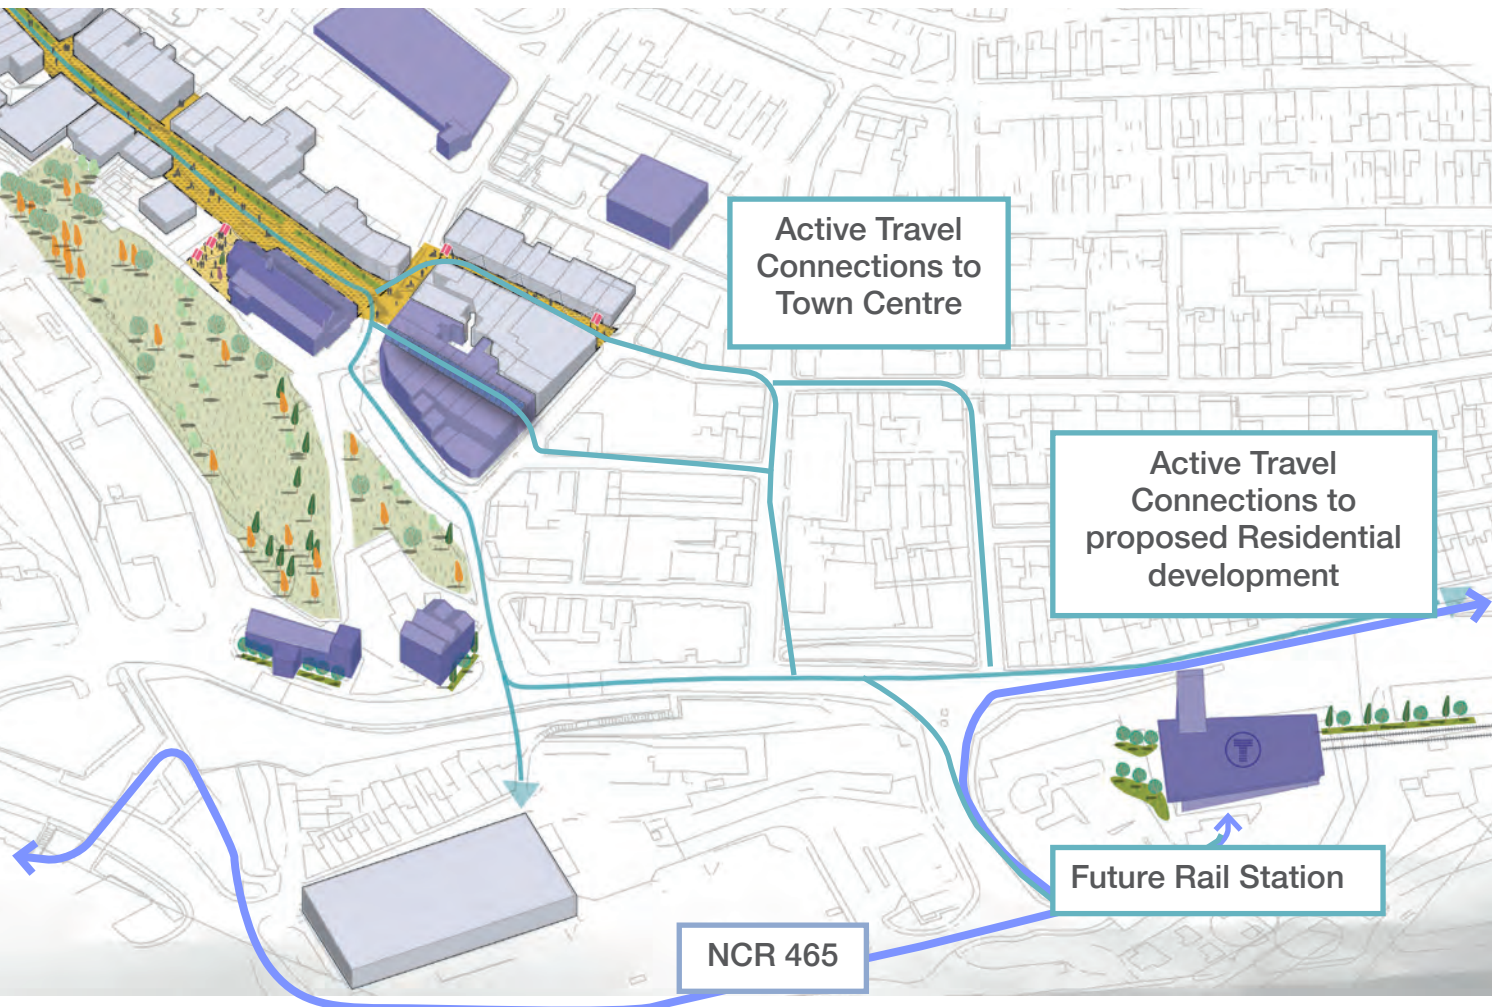 Active Travel
Connections to
Town Centre
Active Travel
Connections to
proposed Residential
development
T
Future Rail Station
NCR 465